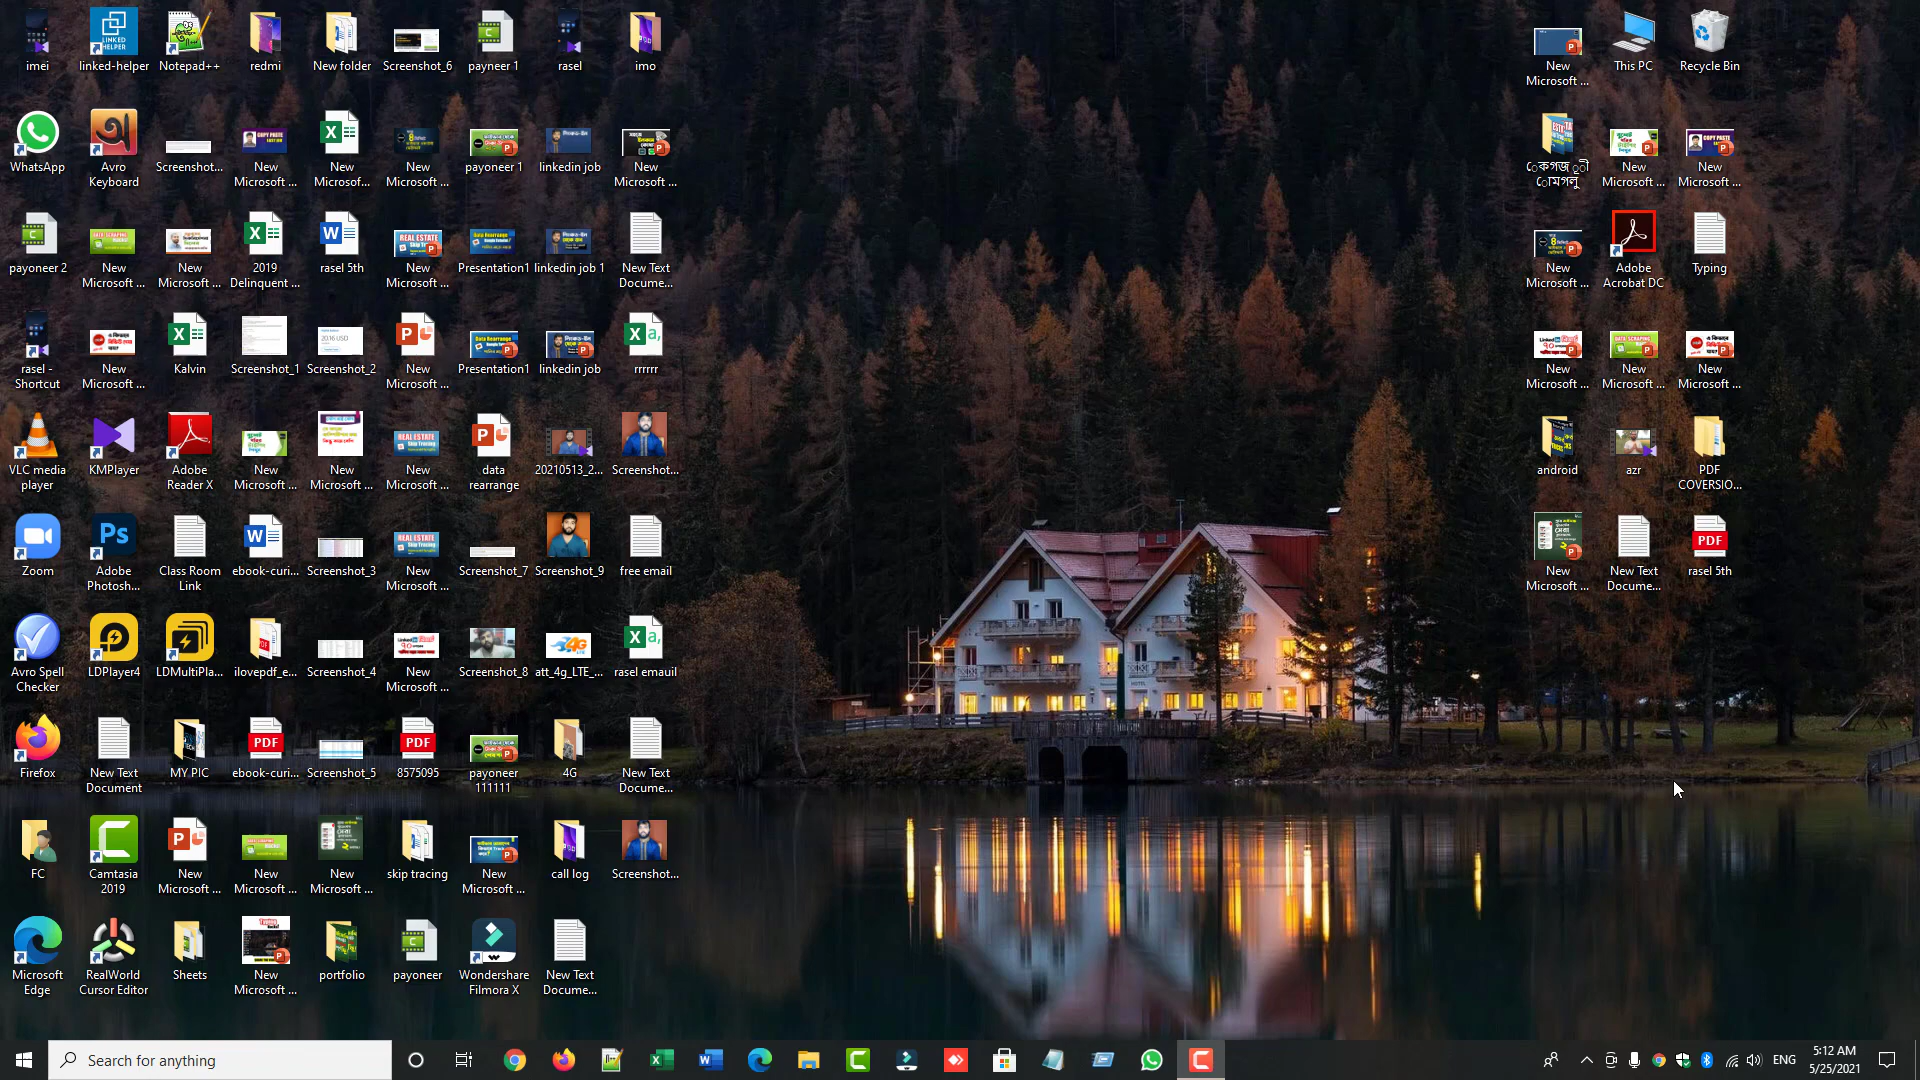 imei
linked-helper
Notepad++
redmi
New folder
Screenshot_6
payneer 1
rasel
imo
New
Microsoft ...
This PC
Recycle Bin
WhatsApp
Avro
Keyboard
Screenshot...
New
Microsoft ...
New
Microsof...
New
Microsoft ...
payoneer 1
linkedin job
New
Microsoft ...
New
Microsoft ...
New
Microsoft ...
payoneer 2
New
Microsoft ...
New
Microsoft ...
2019
Delinquent ...
rasel 5th
New
Microsoft ...
Presentation1
linkedin job 1
New Text
Docume...
New
Microsoft ...
Adobe
Acrobat DC
Typing
rasel -
Shortcut
New
Microsoft ...
Kalvin
Screenshot_1
Screenshot_2
New
Microsoft ...
Presentation1
linkedin job
rrrrrr
New
Microsoft ...
New
Microsoft ...
New
Microsoft ...
VLC media
player
KMPlayer
Adobe
Reader X
New
Microsoft ...
New
Microsoft ...
New
Microsoft ...
data
rearrange
20210513_2...
Screenshot...
android
azr
PDF
COVERSIO...
Zoom
Adobe
Photosh...
Class Room
Link
ebook-curi...
Screenshot_3
New
Microsoft ...
Screenshot_7
Screenshot_9
free email
New
Microsoft ...
New Text
Docume...
rasel 5th
Avro Spell
Checker
LDPlayer4
LDMultiPla...
ilovepdf_e...
Screenshot_4
New
Microsoft ...
Screenshot_8
att_4g_LTE_...
rasel emauil
Firefox
New Text
Document
MY PIC
ebook-curi...
Screenshot_5
8575095
payoneer
111111
4G
New Text
Docume...
FC
Camtasia
2019
New
Microsoft ...
New
Microsoft ...
New
Microsoft ...
skip tracing
New
Microsoft ...
call log
Screenshot...
Microsoft
Edge
RealWorld
Cursor Editor
Sheets
New
Microsoft ...
portfolio
payoneer
Wondershare
Filmora X
New Text
Docume...
Search for anything
ENG
5:12 AM
5/25/2021